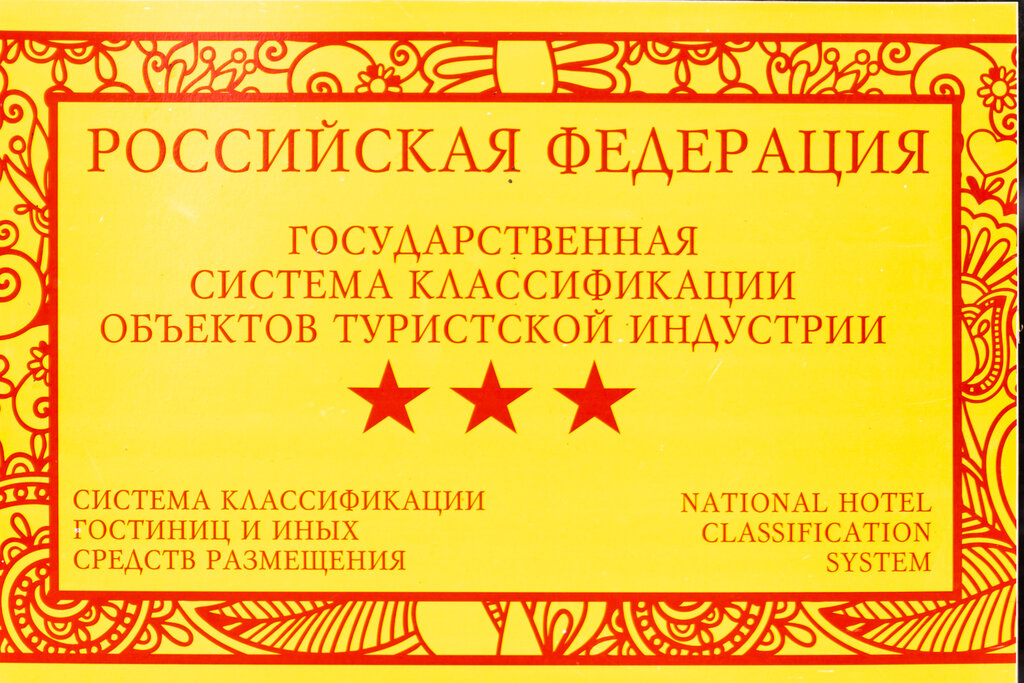 РОССИЙСКАЯ ФЕДЕРАЦИЯ
ГОСУДАРСТВЕННАЯ
СИСТЕМА КЛАССИФИКАЦИИ
ОБЪЕКТОВ ТУРИСТСКОЙ ИНДУСТРИИ
СИСТЕМА КЛАССИФИКАЦИИ
ГОСТИНИЦ И ИНЫХ
СРЕДСТВ РАЗМЕЩЕНИЯ
NATIONAL HOTEL
CLASSIFICATION
SYSTEM